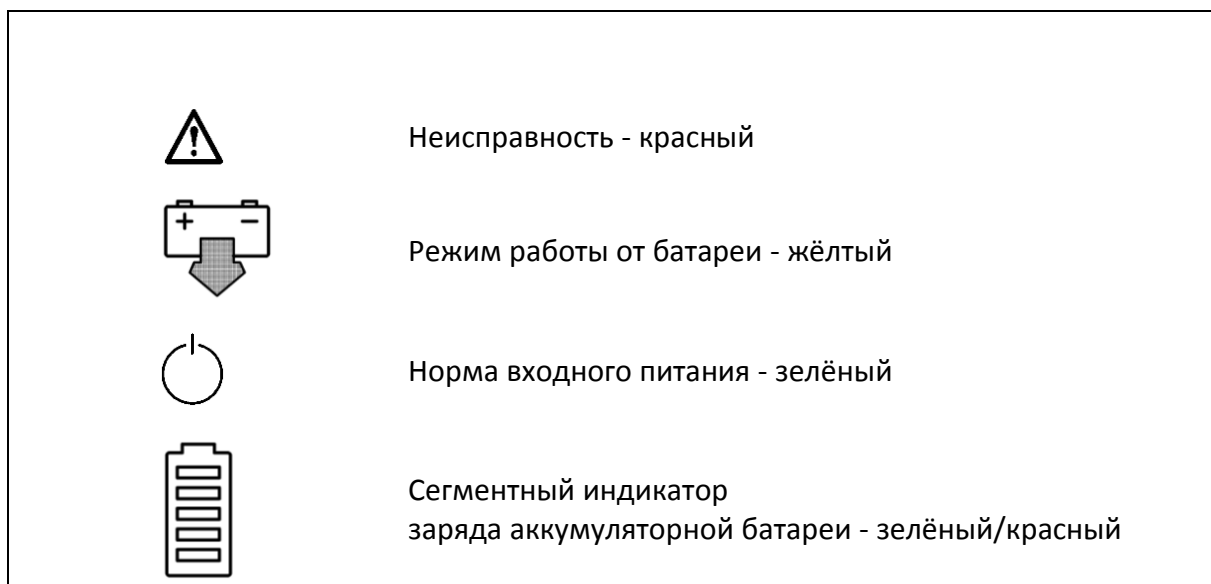 Неисправность - красный
Режим работы от батареи - жёлтый
Норма входного питания - зелёный
Сегментный индикатор
заряда аккумуляторной батареи - зелёный/красный